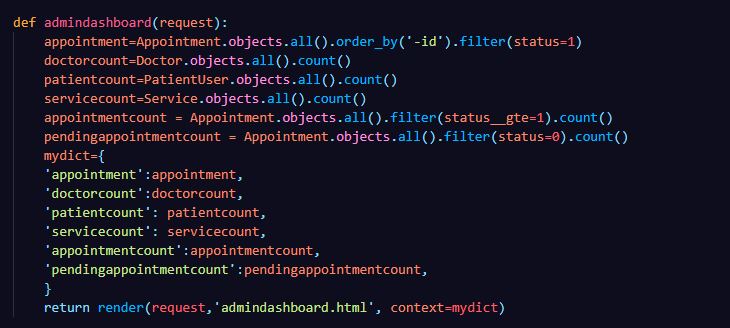 def admindashboard(request):
    appointment=Appointment.objects.all().order_by('-id').filter(status=1)
    doctorcount=Doctor.objects.all().count()
    patientcount=PatientUser.objects.all().count()
    servicecount=Service.objects.all().count()
    appointmentcount = Appointment.objects.all().filter(status__gte=1).count()
    pendingappointmentcount = Appointment.objects.all().filter(status=0).count()
    mydict={
    'appointment':appointment,
    'doctorcount':doctorcount,
    'patientcount': patientcount,
    'servicecount': servicecount,
    'appointmentcount':appointmentcount,
    'pendingappointmentcount':pendingappointmentcount,
    }
    return render(request,'admindashboard.html', context=mydict)